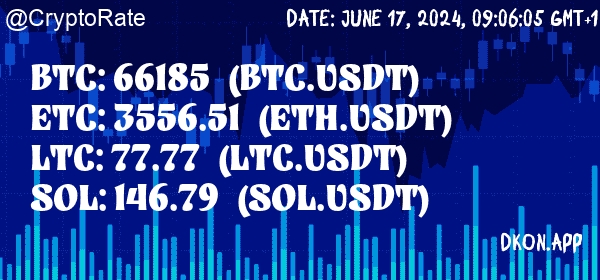 @CryptoRate
DATE: JUNE 17, 2024, 09:06:05 GMT+1
BTC: 66185 (BTC.USDT)
ETC: 3556.51 (ETH.USDT)
LTC: 77.77 (LTC.USDT)
SOL: 146.79 (SOL.USDT)
DKON.APP